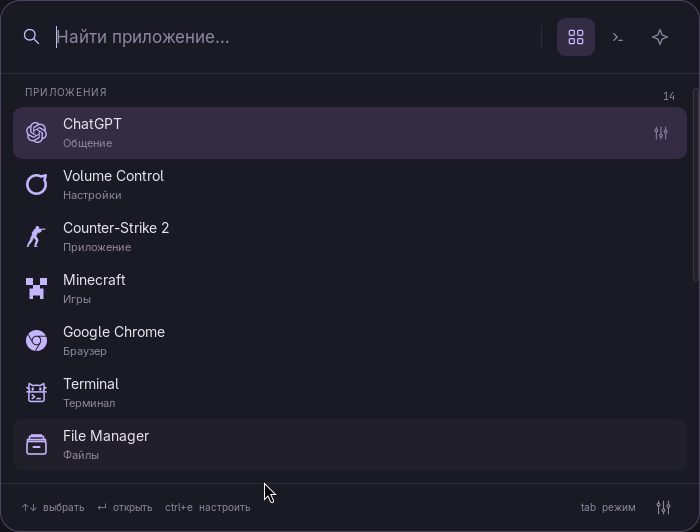 Найти приложение...
ПРИЛОЖЕНИЯ
14
ChatGPT
Общение
Volume Control
Настройки
Counter-Strike 2
Приложение
Minecraft
Игры
Google Chrome
Браузер
Terminal
Терминал
File Manager
Файлы
↑↓ выбрать ↵ открыть ctrl+e настроить tab режим